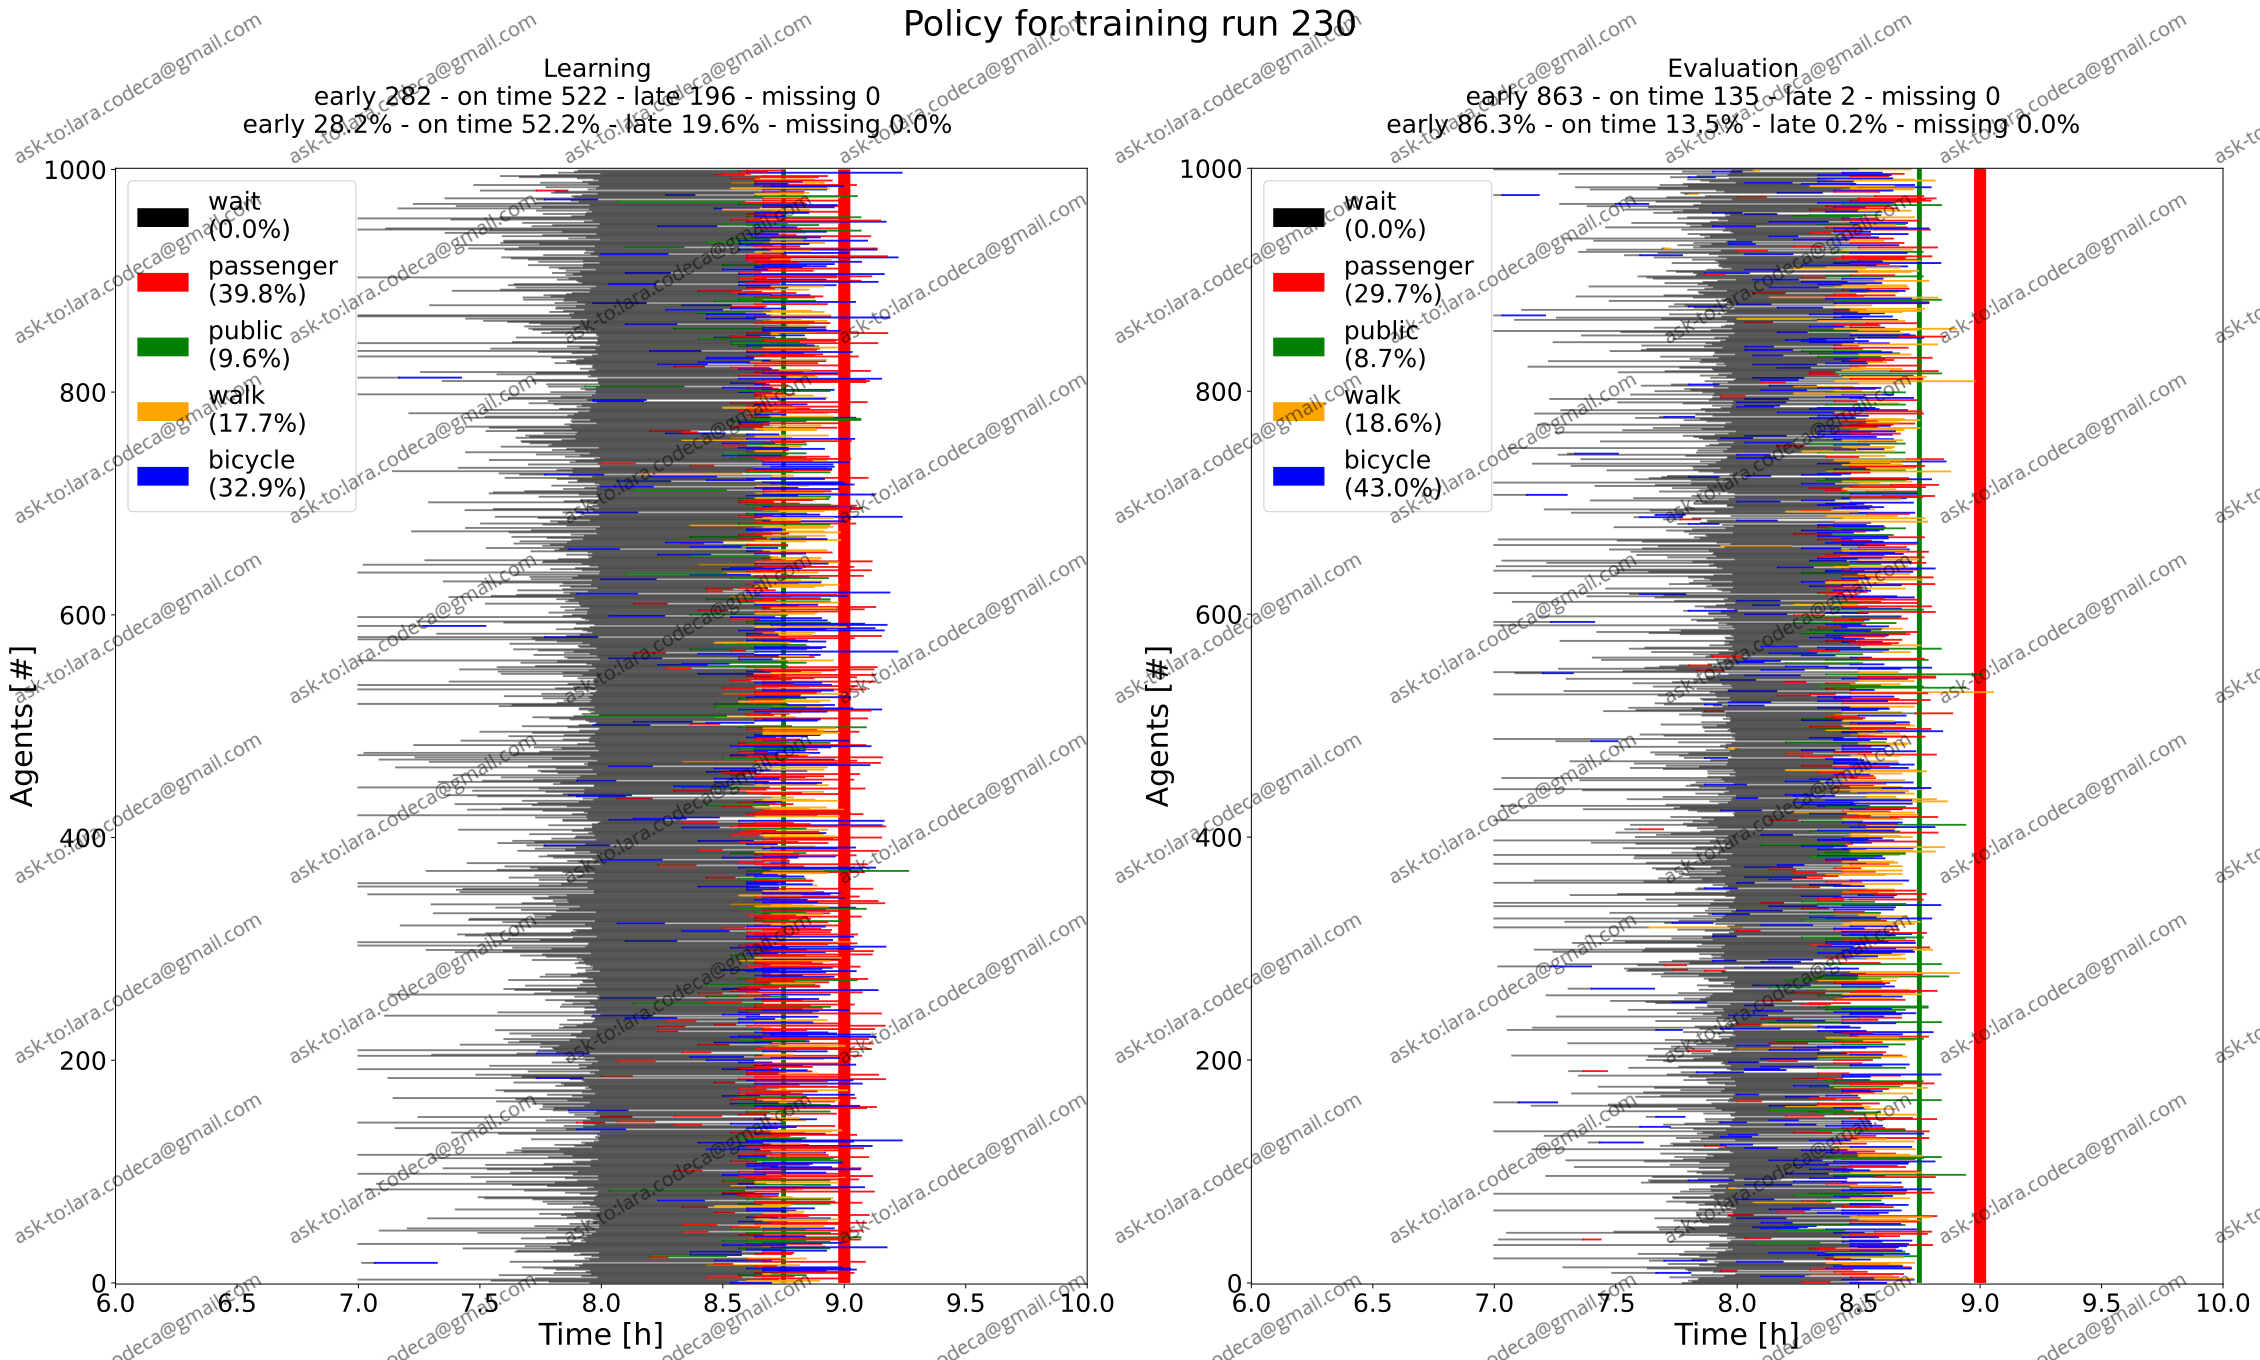 Policy for training run 230
Learning
early 282 - on time 522 - late 196 - missing 0
early 28.2% - on time 52.2% - late 19.6% - missing 0.0%
1000
800
600
400
200
0
Agents [#]
wait
(0.0%)
passenger
(39.8%)
public
(9.6%)
walk
(17.7%)
bicycle
(32.9%)
6.0 6.5 7.0 7.5 8.0 8.5 9.0 9.5 10.0
Time [h]
Evaluation
early 863 - on time 135 - late 2 - missing 0
early 86.3% - on time 13.5% - late 0.2% - missing 0.0%
1000
800
600
400
200
0
Agents [#]
wait
(0.0%)
passenger
(29.7%)
public
(8.7%)
walk
(18.6%)
bicycle
(43.0%)
6.0 6.5 7.0 7.5 8.0 8.5 9.0 9.5 10.0
Time [h]
ask-to:lara.codeca@gmail.com